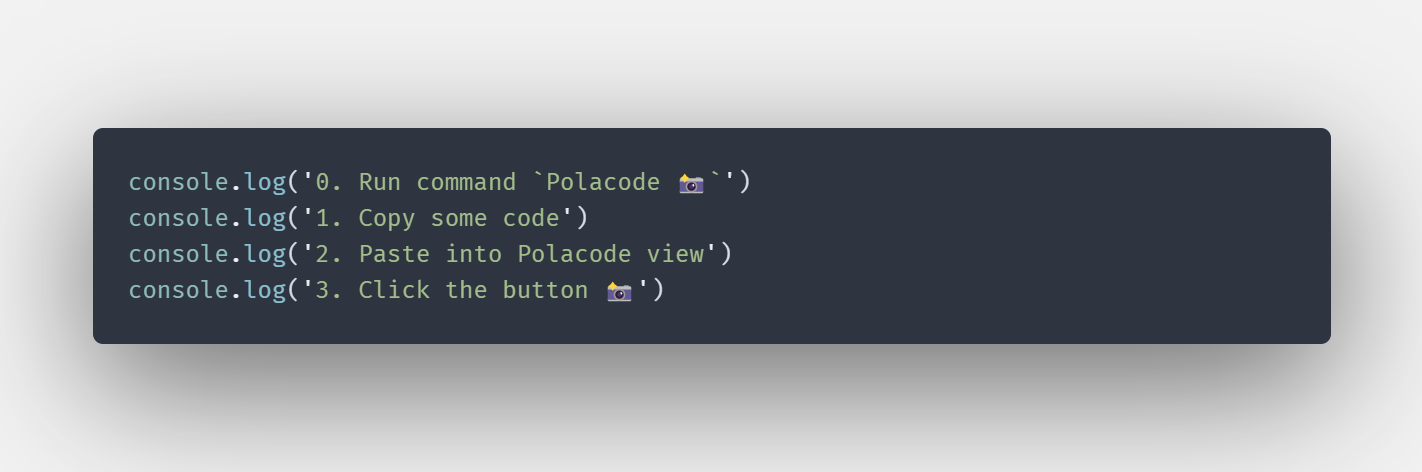 console.log('0. Run command `Polacode 📸`')
console.log('1. Copy some code')
console.log('2. Paste into Polacode view')
console.log('3. Click the button 📸')